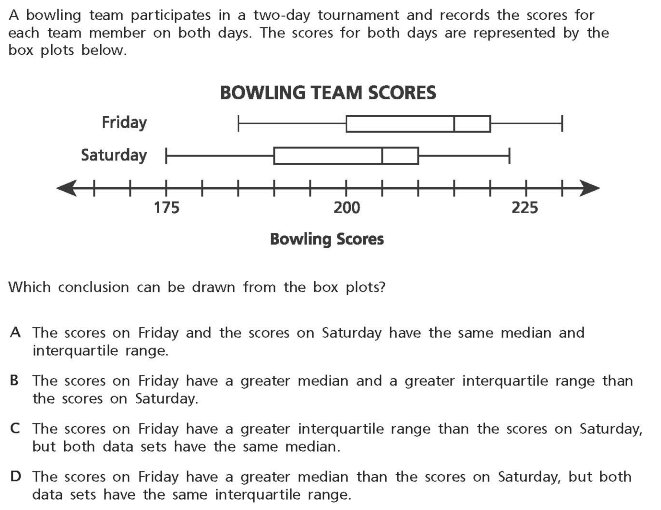 A bowling team participates in a two-day tournament and records the scores for
each team member on both days. The scores for both days are represented by the
box plots below.
BOWLING TEAM SCORES
Friday
Saturday
175
200
225
Bowling Scores
Which conclusion can be drawn from the box plots?
A The scores on Friday and the scores on Saturday have the same median and
interquartile range.
B The scores on Friday have a greater median and a greater interquartile range than
the scores on Saturday.
C The scores on Friday have a greater interquartile range than the scores on Saturday,
but both data sets have the same median.
D The scores on Friday have a greater median than the scores on Saturday, but both
data sets have the same interquartile range.